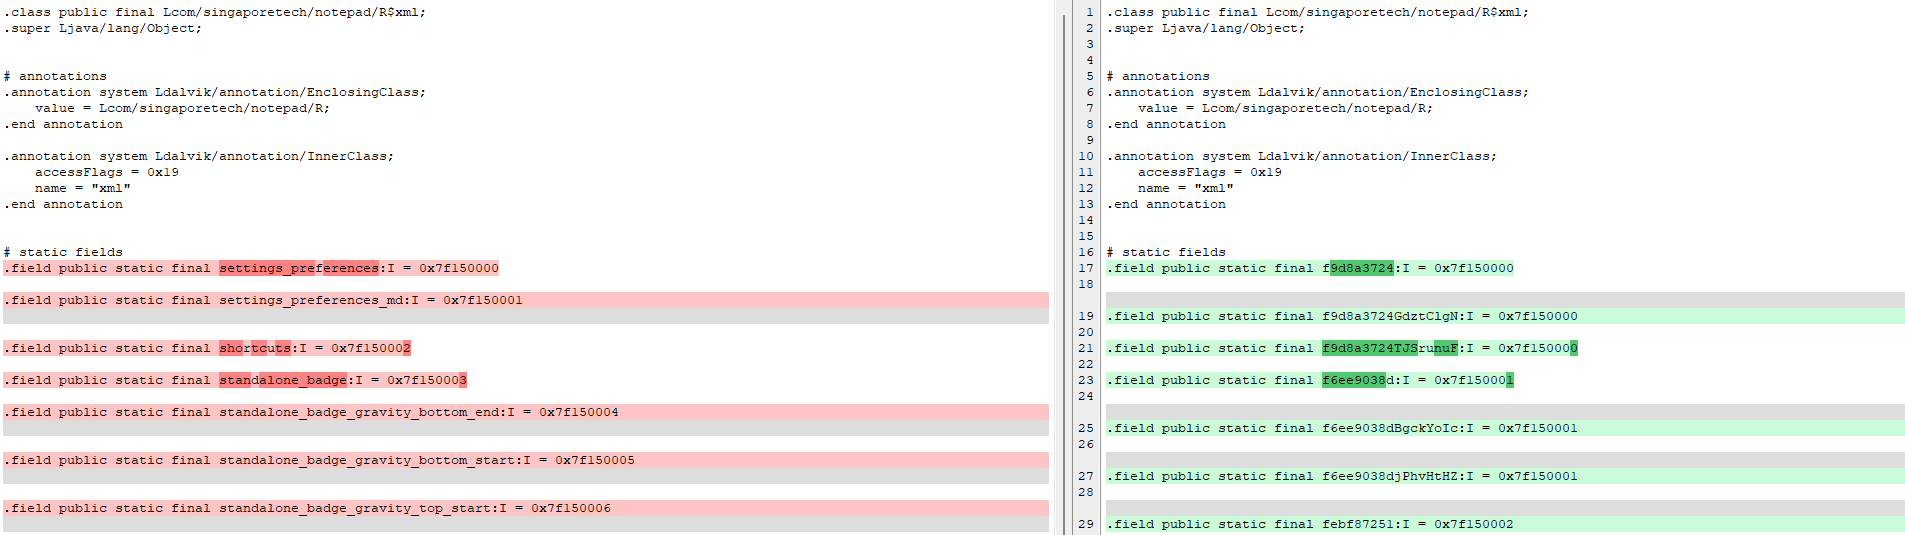 .class public final Lcom/singaporetech/notepad/R$xml;
.super Ljava/lang/Object;
# annotations
.annotation system Ldalvik/annotation/EnclosingClass;
value = Lcom/singaporetech/notepad/R;
.end annotation
.annotation system Ldalvik/annotation/InnerClass;
accessFlags = 0x19
name = "xml"
.end annotation
# static fields
.field public static final settings_preferences:I = 0x7f150000
.field public static final settings_preferences_md:I = 0x7f150001
.field public static final shortcuts:I = 0x7f150002
.field public static final standalone_badge:I = 0x7f150003
.field public static final standalone_badge_gravity_bottom_end:I = 0x7f150004
.field public static final standalone_badge_gravity_bottom_start:I = 0x7f150005
.field public static final standalone_badge_gravity_top_start:I = 0x7f150006
1 .class public final Lcom/singaporetech/notepad/R$xml;
2 .super Ljava/lang/Object;
3
4
5 # annotations
6 .annotation system Ldalvik/annotation/EnclosingClass;
7 value = Lcom/singaporetech/notepad/R;
8 .end annotation
9
10 .annotation system Ldalvik/annotation/InnerClass;
11 accessFlags = 0x19
12 name = "xml"
13 .end annotation
14
15
16 # static fields
17 .field public static final f9d8a3724:I = 0x7f150000
18
19 .field public static final f9d8a3724GdztClgN:I = 0x7f150000
20
21 .field public static final f9d8a3724TJSrunuF:I = 0x7f150000
22
23 .field public static final f6ee9038d:I = 0x7f150001
24
25 .field public static final f6ee9038dBgckYoIc:I = 0x7f150001
26
27 .field public static final f6ee9038djPhvHtHZ:I = 0x7f150001
28
29 .field public static final febf87251:I = 0x7f150002